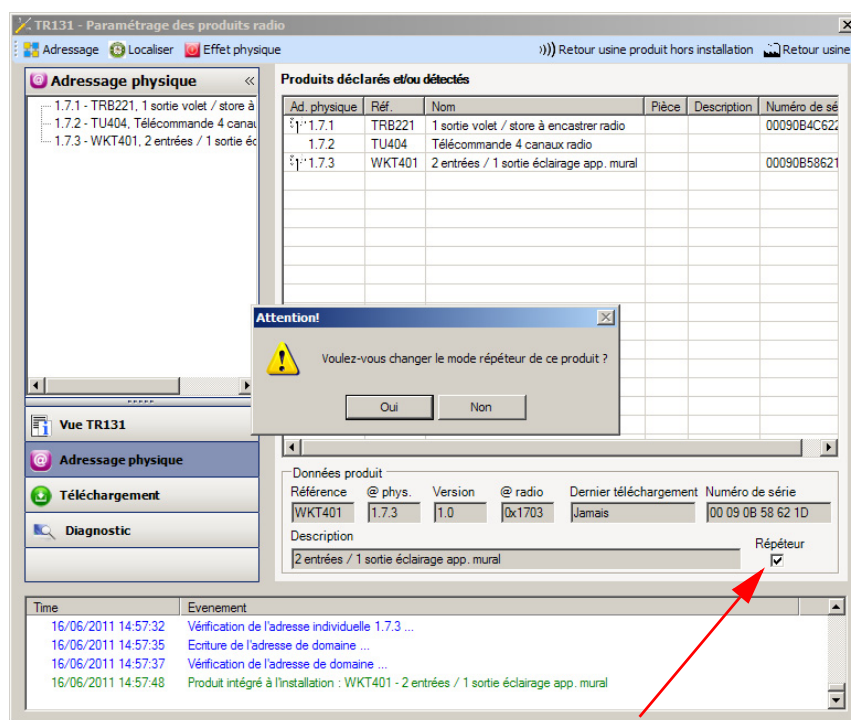 TR131 - Paramétrage des produits radio
Adressage Localiser Effet physique Retour usine produit hors installation Retour usine
Adressage physique
1.7.1 - TRB221, 1 sortie volet / store à
1.7.2 - TU404, Télécommande 4 canau
1.7.3 - WKT401, 2 entrées / 1 sortie éc
Produits déclarés et/ou détectés
Ad. physique Réf. Nom Pièce Description Numéro de sé
1.7.1 TRB221 1 sortie volet / store à encastrer radio 00090B4C622
1.7.2 TU404 Télécommande 4 canaux radio
1.7.3 WKT401 2 entrées / 1 sortie éclairage app. mural 00090B58621
Attention!
Voulez-vous changer le mode répéteur de ce produit ?
Oui Non
Vue TR131
Adressage physique
Téléchargement
Diagnostic
Données produit
Référence @ phys. Version @ radio Dernier téléchargement Numéro de série
WKT401 1.7.3 1.0 0x1703 Jamais 00 09 0B 58 62 1D
Description
Répéteur
2 entrées / 1 sortie éclairage app. mural
Time Evenement
16/06/2011 14:57:32 Vérification de l'adresse individuelle 1.7.3 ...
16/06/2011 14:57:35 Ecriture de l'adresse de domaine ...
16/06/2011 14:57:37 Vérification de l'adresse de domaine ...
16/06/2011 14:57:48 Produit intégré à l'installation : WKT401 - 2 entrées / 1 sortie éclairage app. mural